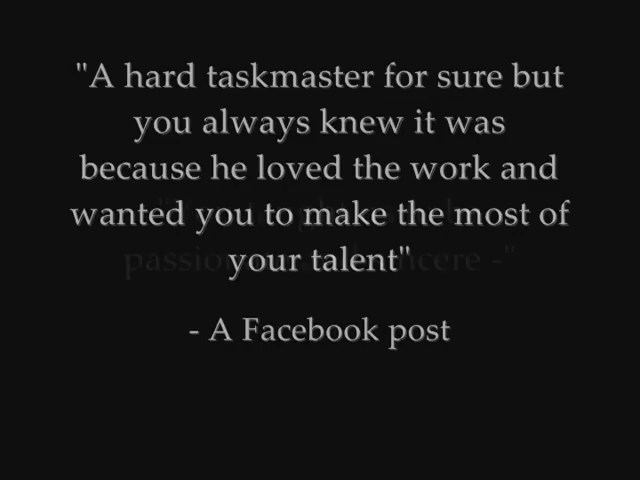 "A hard taskmaster for sure but
you always knew it was
because he loved the work and
wanted you to make the most of
your talent"
- A Facebook post